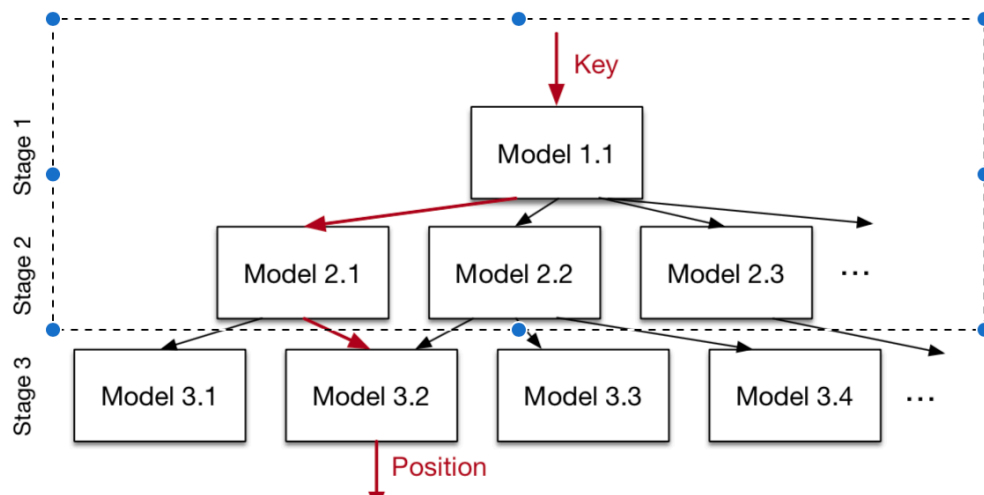 Key
Stage 1
Model 1.1
Stage 2
Model 2.1
Model 2.2
Model 2.3
...
Stage 3
Model 3.1
Model 3.2
Model 3.3
Model 3.4
...
Position